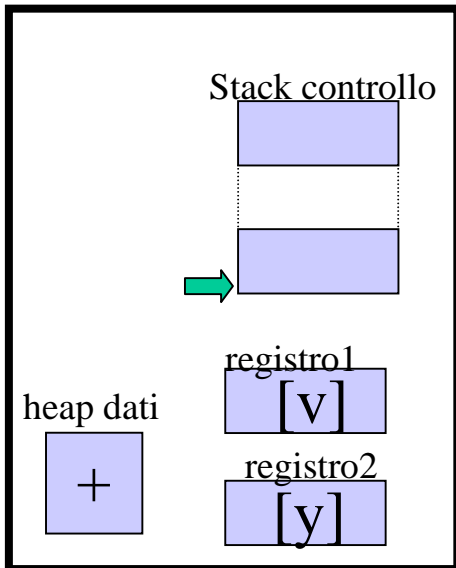 Stack controllo
registro1
[v]
heap dati
+
registro2
[y]